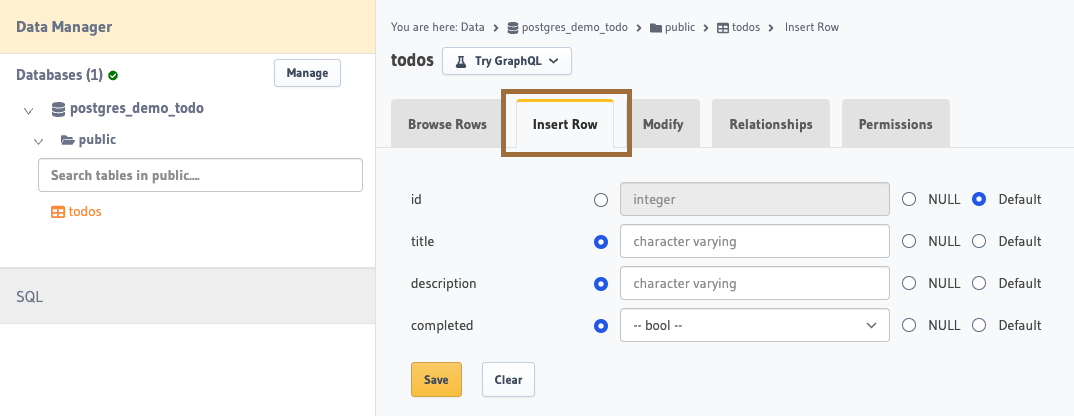 Data Manager
Databases (1)
Manage
postgres_demo_todo
public
Search tables in public....
todos
SQL
You are here: Data > postgres_demo_todo > public > todos > Insert Row
todos
Try GraphQL
Browse Rows Insert Row Modify Relationships Permissions
id integer NULL Default
title character varying NULL Default
description character varying NULL Default
completed -- bool -- NULL Default
Save Clear